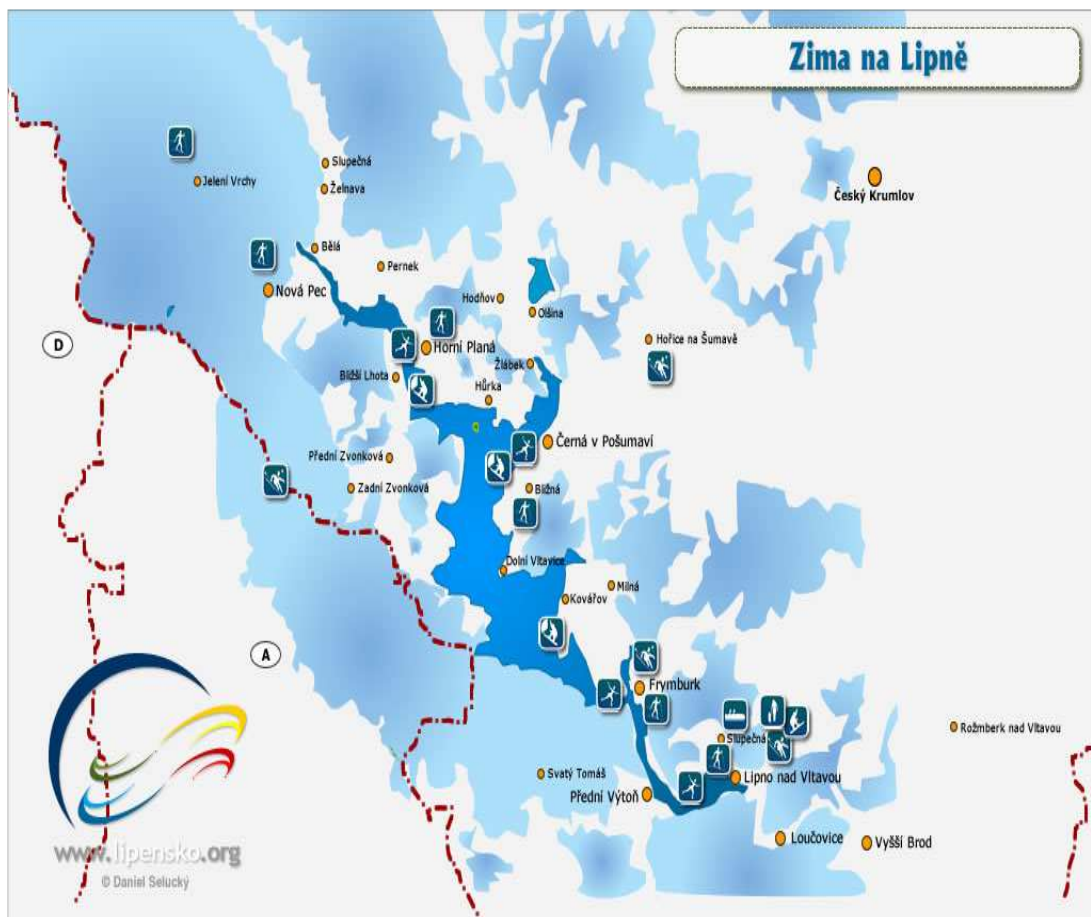 Zima na Lipně
Slupečná
Jelení Vrchy
Želnava
Český Krumlov
Bělá
Pernek
Nová Pec
Hodňov
Olšina
D
Horní Planá
Hořice na Šumavě
Žlábek
Bližší Lhota
Hůrka
Černá v Pošumaví
Přední Zvonková
Zadní Zvonková
Bližná
Dolní Vltavice
Milná
Kovářov
A
Frymburk
Rožmberk nad Vltavou
Slupečná
Svatý Tomáš
Lipno nad Vltavou
Přední Výtoň
Loučovice
Vyšší Brod
www.lipensko.org
© Daniel Selucký